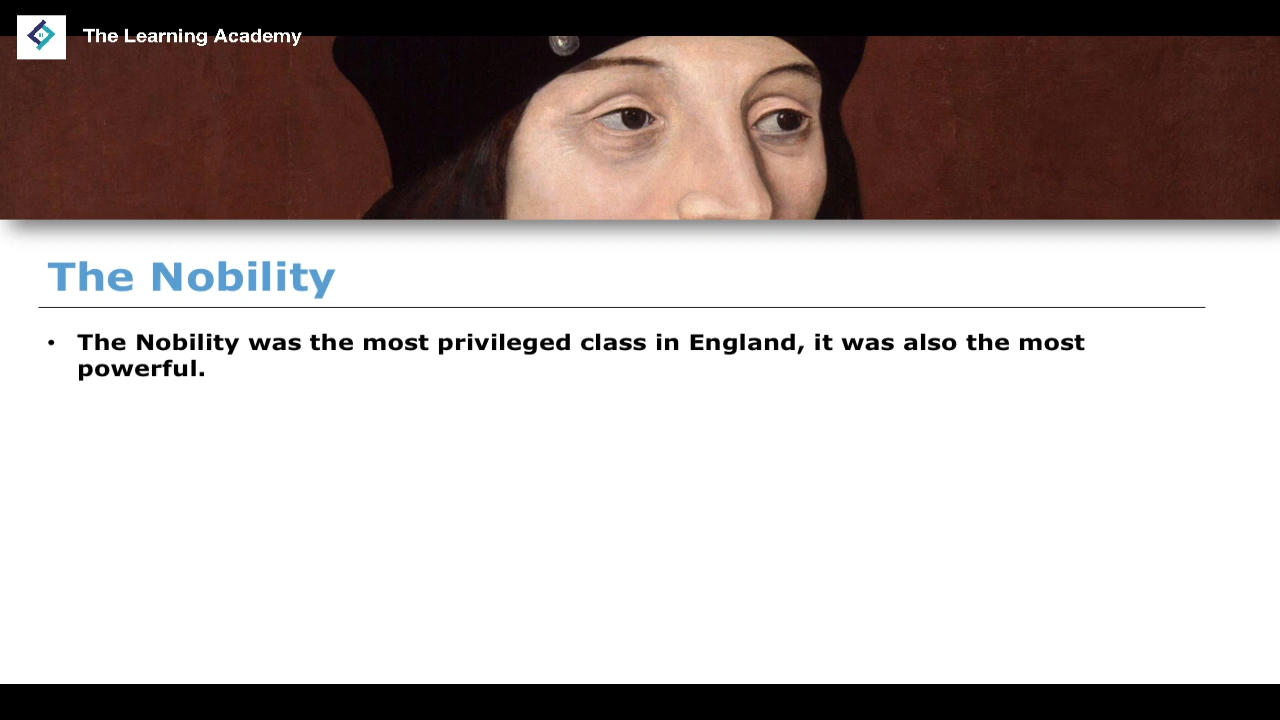 The Learning Academy
The Nobility
• The Nobility was the most privileged class in England, it was also the most
powerful.